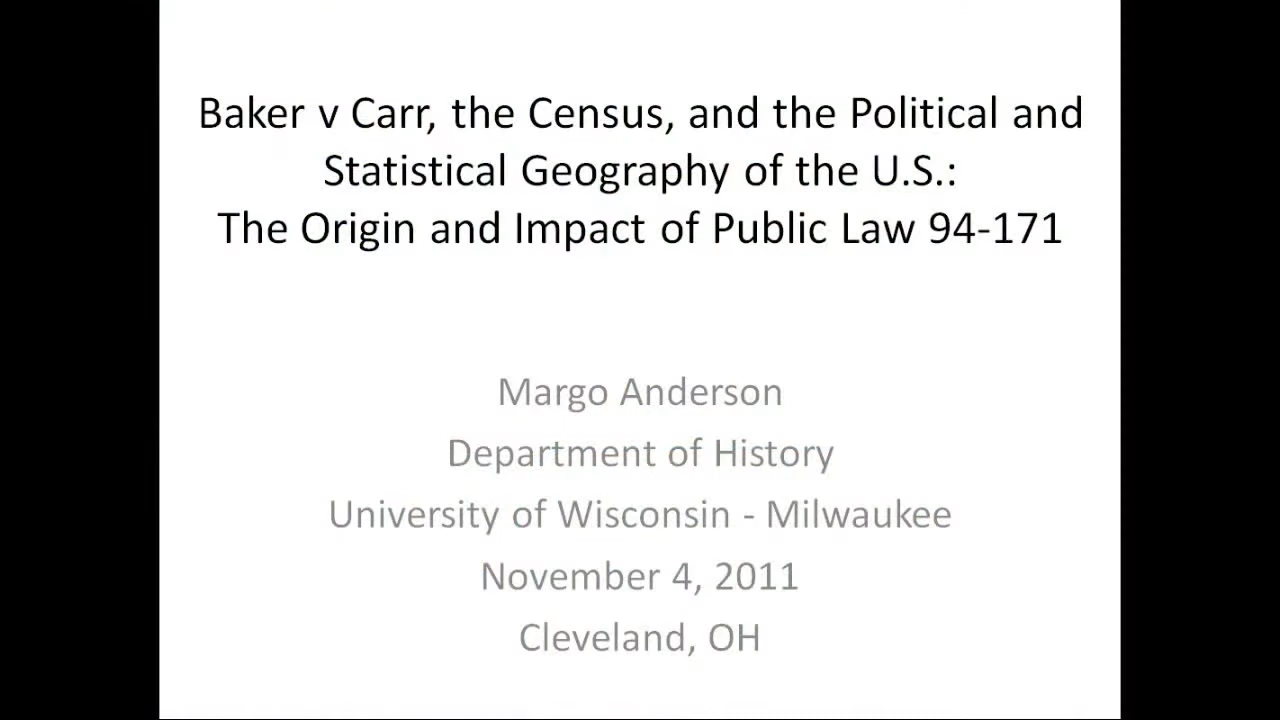 Baker v Carr, the Census, and the Political and
Statistical Geography of the U.S.:
The Origin and Impact of Public Law 94-171
Margo Anderson
Department of History
University of Wisconsin - Milwaukee
November 4, 2011
Cleveland, OH